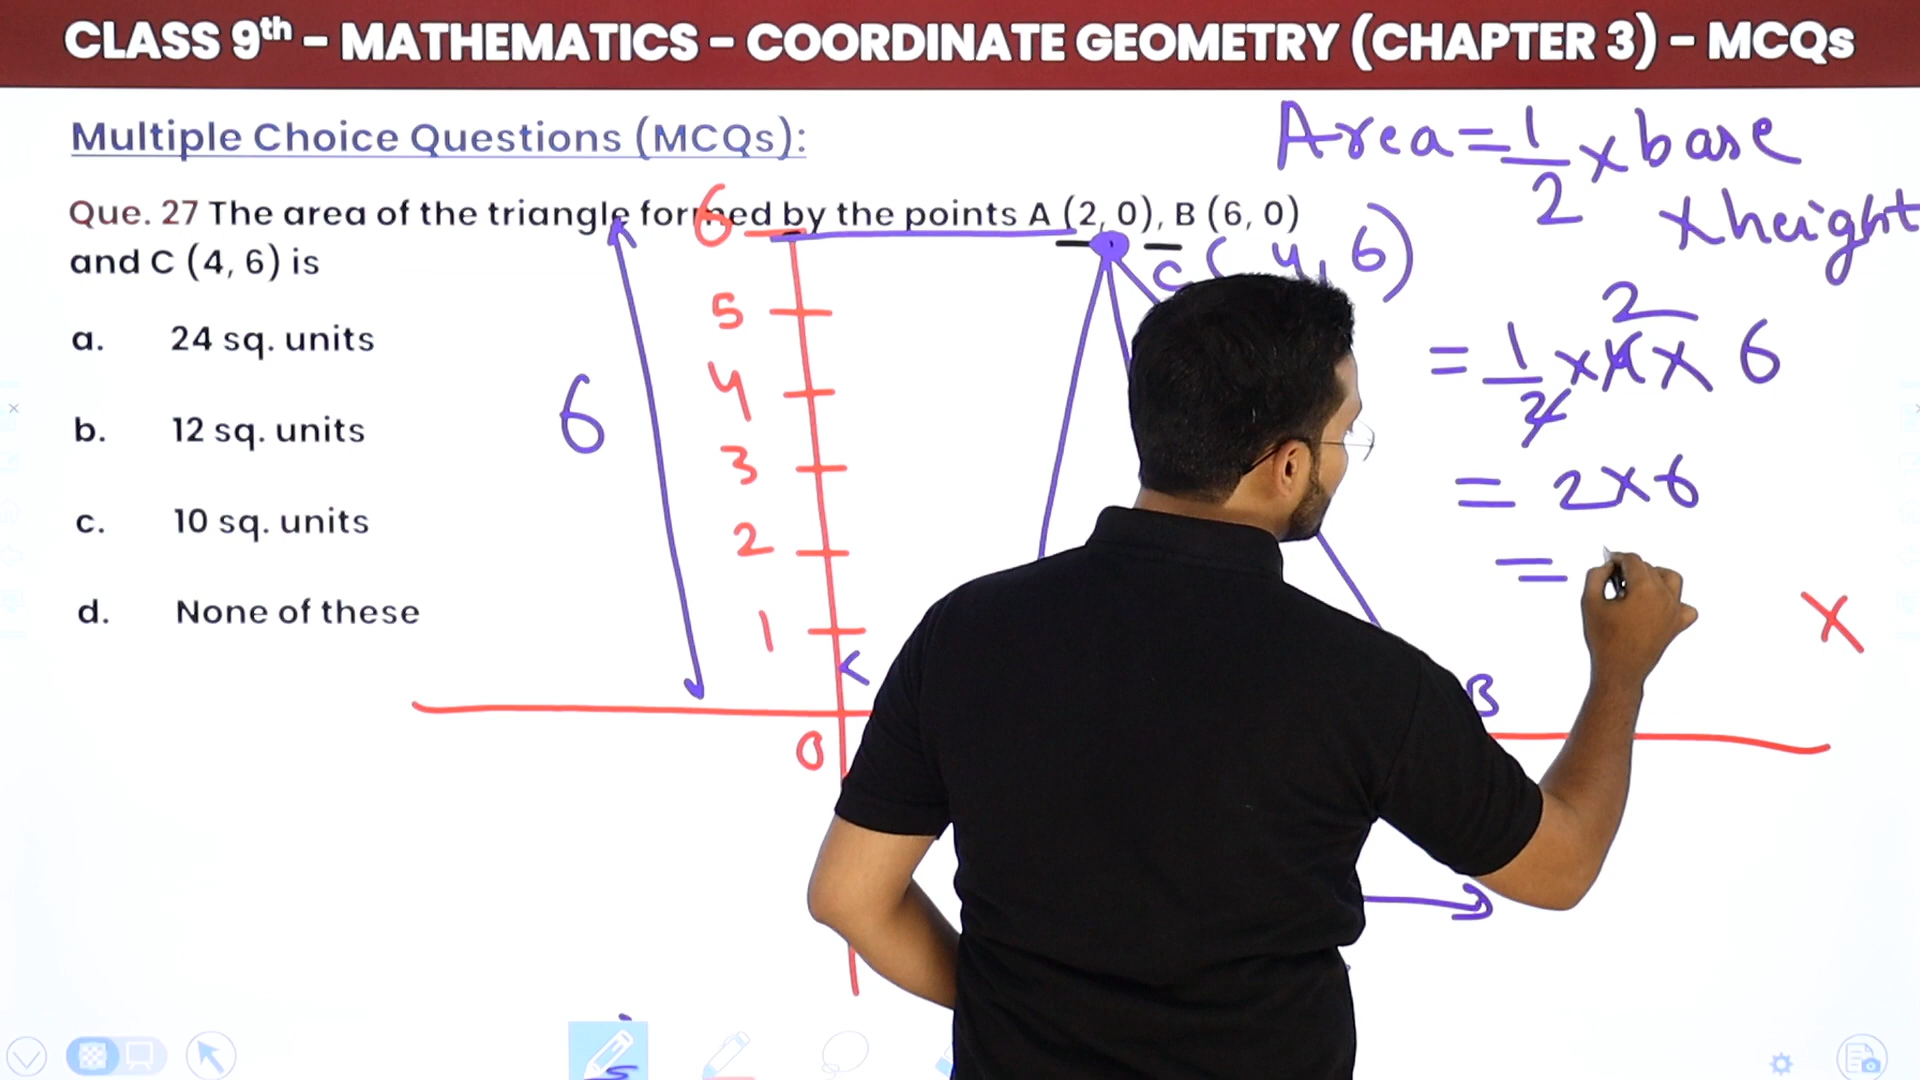 CLASS 9th - MATHEMATICS - COORDINATE GEOMETRY (CHAPTER 3) - MCQs
Multiple Choice Questions (MCQs):
Que. 27 The area of the triangle formed by the points A (2, 0), B (6, 0)
and C (4, 6) is
a. 24 sq. units
b. 12 sq. units
c. 10 sq. units
d. None of these
Area = 1/2 × base
× height
= 1/2 × 4 × 6
2
= 2 × 6
=
C (4, 6)
6
5
4
3
2
1
0
6
B
X